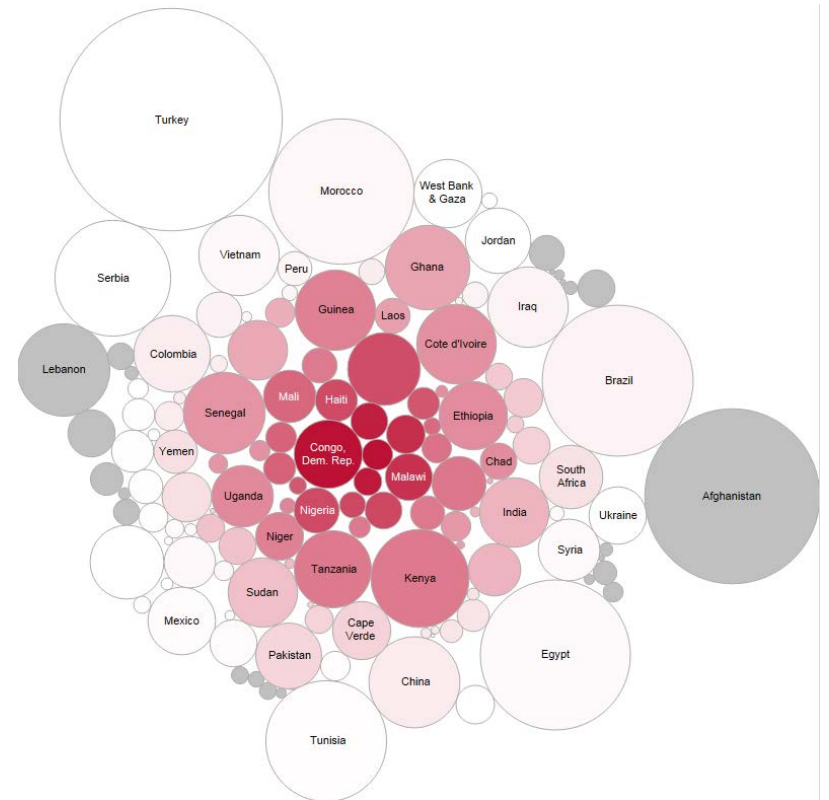 Turkey
Morocco
West Bank
& Gaza
Jordan
Vietnam
Peru
Ghana
Serbia
Iraq
Guinea
Laos
Cote d'Ivoire
Colombia
Lebanon
Brazil
Mali
Haiti
Senegal
Ethiopia
Yemen
Congo,
Dem. Rep.
Chad
Malawi
South
Africa
Afghanistan
Uganda
Nigeria
India
Ukraine
Niger
Syria
Tanzania
Kenya
Sudan
Mexico
Cape
Verde
Pakistan
Egypt
China
Tunisia